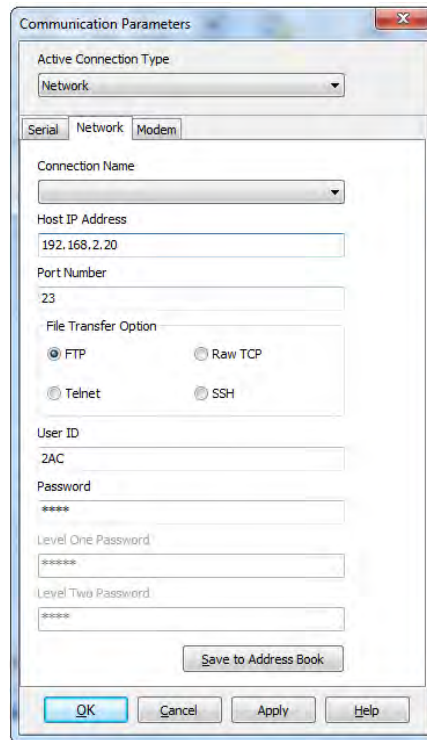 Communication Parameters
Active Connection Type
Network
Serial Network Modem
Connection Name
Host IP Address
192.168.2.20
Port Number
23
File Transfer Option
FTP Raw TCP
Telnet SSH
User ID
2AC
Password
****
Level One Password
*****
Level Two Password
****
Save to Address Book
OK Cancel Apply Help